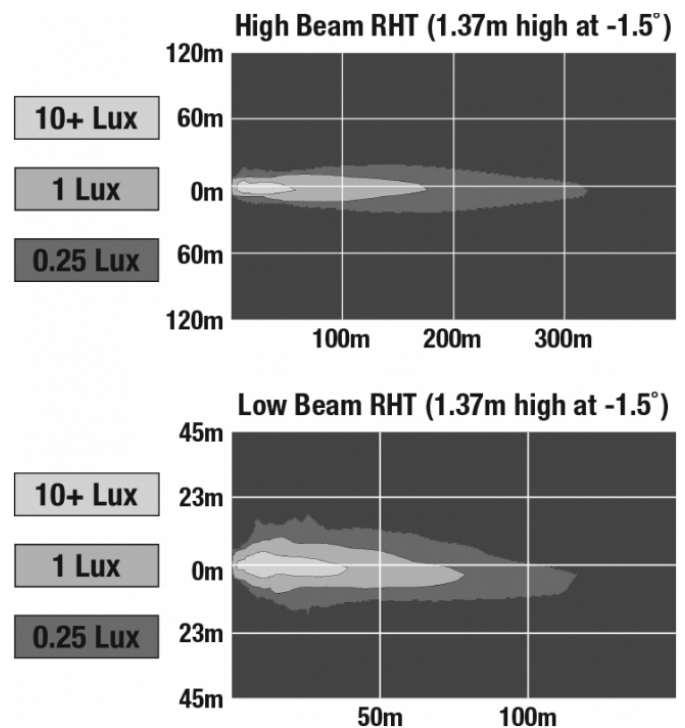 High Beam RHT (1.37m high at -1.5°)
120m
10+ Lux
60m
1 Lux
0m
0.25 Lux
60m
120m
100m 200m 300m
Low Beam RHT (1.37m high at -1.5°)
45m
10+ Lux
23m
1 Lux
0m
0.25 Lux
23m
45m
50m 100m